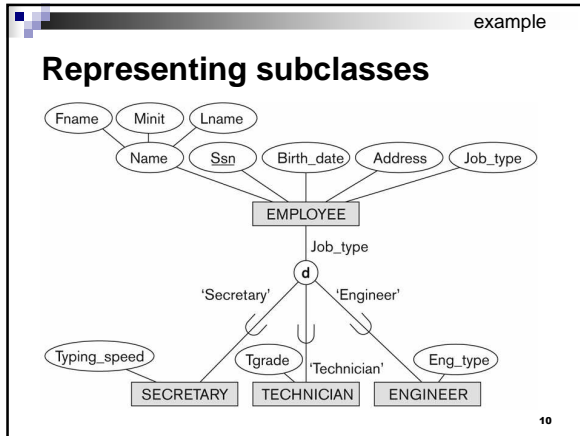 example
Representing subclasses
Fname Minit Lname
Name Ssn Birth_date Address Job_type
EMPLOYEE
Job_type
d
'Secretary' 'Engineer'
Typing_speed Tgrade 'Technician' Eng_type
SECRETARY TECHNICIAN ENGINEER
10